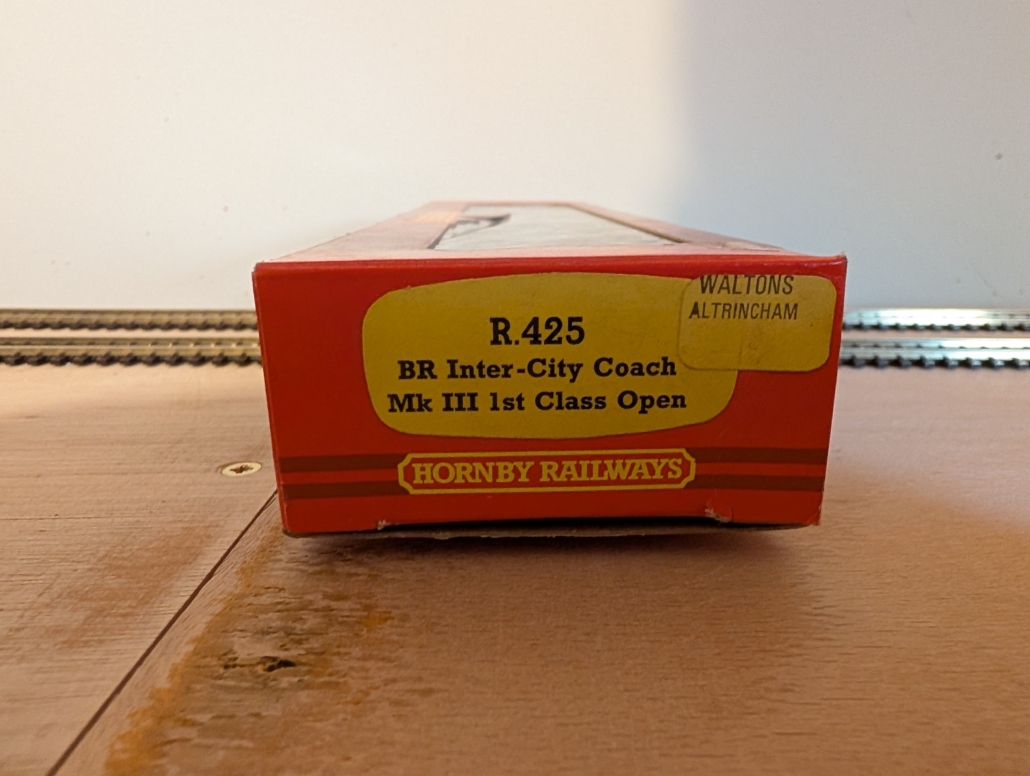 WALTONS
ALTRINCHAM
R.425
BR Inter-City Coach
Mk III 1st Class Open
HORNBY RAILWAYS